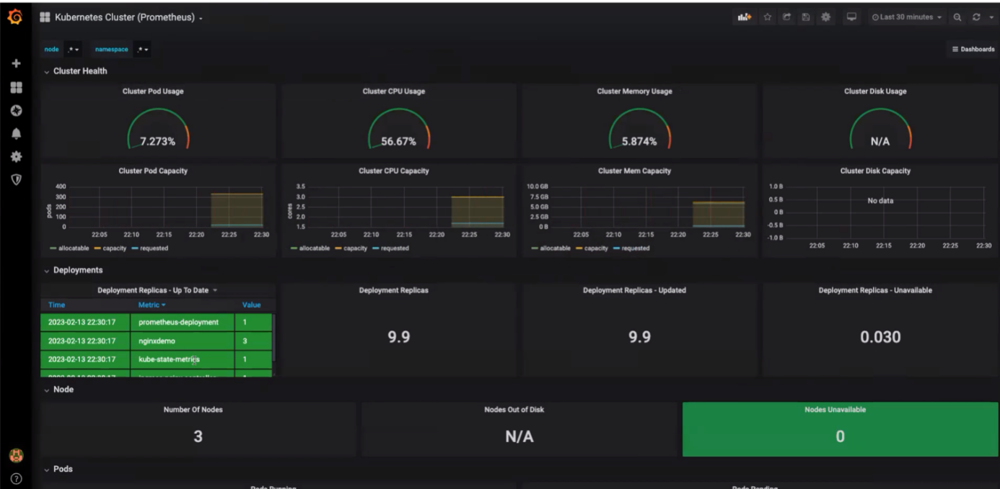 Kubernetes Cluster (Prometheus)
Last 30 minutes
node .* namespace .*
Dashboards
Cluster Health
Cluster Pod Usage
7.273%
Cluster CPU Usage
56.67%
Cluster Memory Usage
5.874%
Cluster Disk Usage
N/A
Cluster Pod Capacity
400
300
200
100
0
pods
22:05 22:10 22:15 22:20 22:25 22:30
allocatable capacity requested
Cluster CPU Capacity
3.5
3.0
2.5
2.0
1.5
cores
22:05 22:10 22:15 22:20 22:25 22:30
allocatable capacity requested
Cluster Mem Capacity
10.0 GB
7.5 GB
5.0 GB
2.5 GB
0 B
22:05 22:10 22:15 22:20 22:25 22:30
allocatable capacity requested
Cluster Disk Capacity
1.0 B
0.5 B
0 B
-0.5 B
-1.0 B
No data
22:05 22:10 22:15 22:20 22:25 22:30
Deployments
Deployment Replicas - Up To Date
Time Metric Value
2023-02-13 22:30:17 prometheus-deployment 1
2023-02-13 22:30:17 nginxdemo 3
2023-02-13 22:30:17 kube-state-metrics 1
Deployment Replicas
9.9
Deployment Replicas - Updated
9.9
Deployment Replicas - Unavailable
0.030
Node
Number Of Nodes
3
Nodes Out of Disk
N/A
Nodes Unavailable
0
Pods
Pods Running
Pods Pending